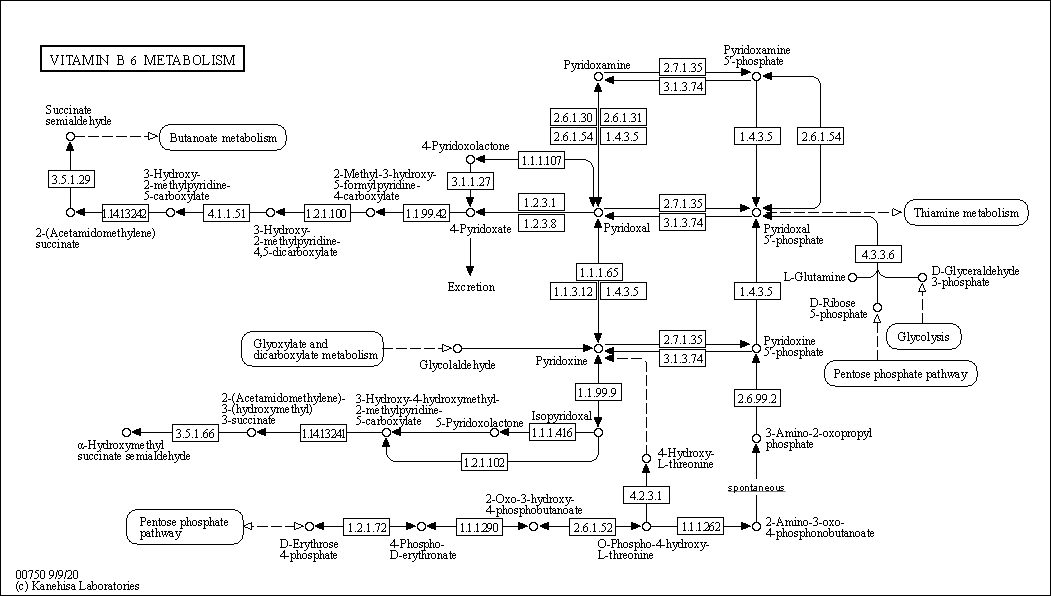 VITAMIN B 6 METABOLISM
Pyridoxamine
2.7.1.35
3.1.3.74
Pyridoxamine
5'-phosphate
Succinate
semialdehyde
Butanoate metabolism
2.6.1.30
2.6.1.31
2.6.1.54
1.4.3.5
1.4.3.5
2.6.1.54
4-Pyridoxolactone
1.1.1.107
3.5.1.29
3-Hydroxy-
2-methylpyridine-
5-carboxylate
2-Methyl-3-hydroxy-
5-formylpyridine-
4-carboxylate
3.1.1.27
1.14.13.242
4.1.1.51
1.2.1.100
1.1.99.42
1.2.3.1
1.2.3.8
2.7.1.35
3.1.3.74
Thiamine metabolism
2-(Acetamidomethylene)
succinate
3-Hydroxy-
2-methylpyridine-
4,5-dicarboxylate
4-Pyridoxate
Pyridoxal
Pyridoxal
5'-phosphate
4.3.3.6
Excretion
1.1.1.65
1.1.3.12
1.4.3.5
1.4.3.5
L-Glutamine
D-Glyceraldehyde
3-phosphate
D-Ribose
5-phosphate
Glycolysis
Glyoxylate and
dicarboxylate metabolism
Glycolaldehyde
Pyridoxine
2.7.1.35
3.1.3.74
Pyridoxine
5'-phosphate
Pentose phosphate pathway
1.1.99.9
2.6.99.2
2-(Acetamidomethylene)-
3-(hydroxymethyl)
3-succinate
3-Hydroxy-4-hydroxymethyl-
2-methylpyridine-
5-carboxylate
5-Pyridoxolactone
Isopyridoxal
3.5.1.66
1.14.13.241
1.1.1.416
α-Hydroxymethyl
succinate semialdehyde
1.2.1.102
3-Amino-2-oxopropyl
phosphate
4-Hydroxy-
L-threonine
4.2.3.1
spontaneous
Pentose phosphate
pathway
2-Oxo-3-hydroxy-
4-phosphobutanoate
1.2.1.72
1.1.1.290
2.6.1.52
1.1.1.262
D-Erythrose
4-phosphate
4-Phospho-
D-erythronate
O-Phospho-4-hydroxy-
L-threonine
2-Amino-3-oxo-
4-phosphonobutanoate
00750 9/9/20
(c) Kanehisa Laboratories